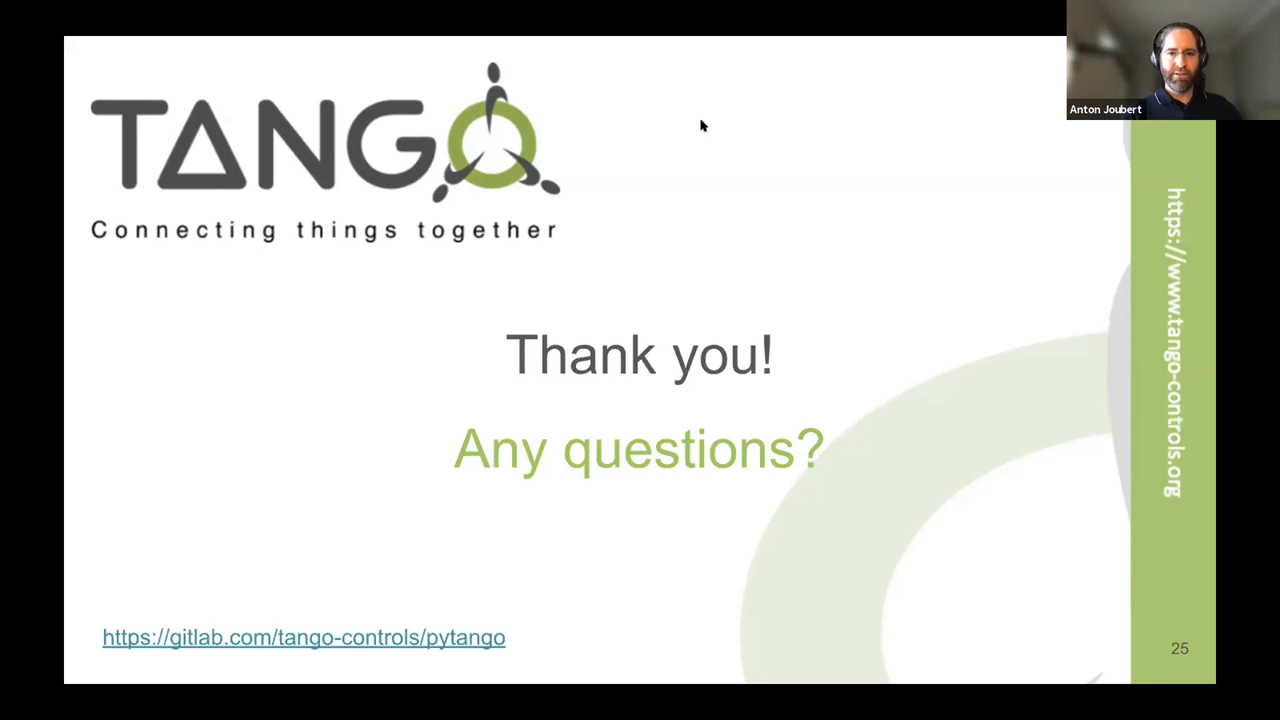 TANGO
Connecting things together
Anton Joubert
https://www.tango-controls.org
Thank you!
Any questions?
https://gitlab.com/tango-controls/pytango
25